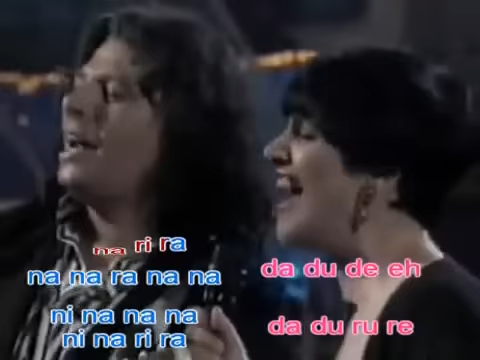 na ri ra
na na ra na na
ni na na na
ni na ri ra
da du de eh
da du ru re